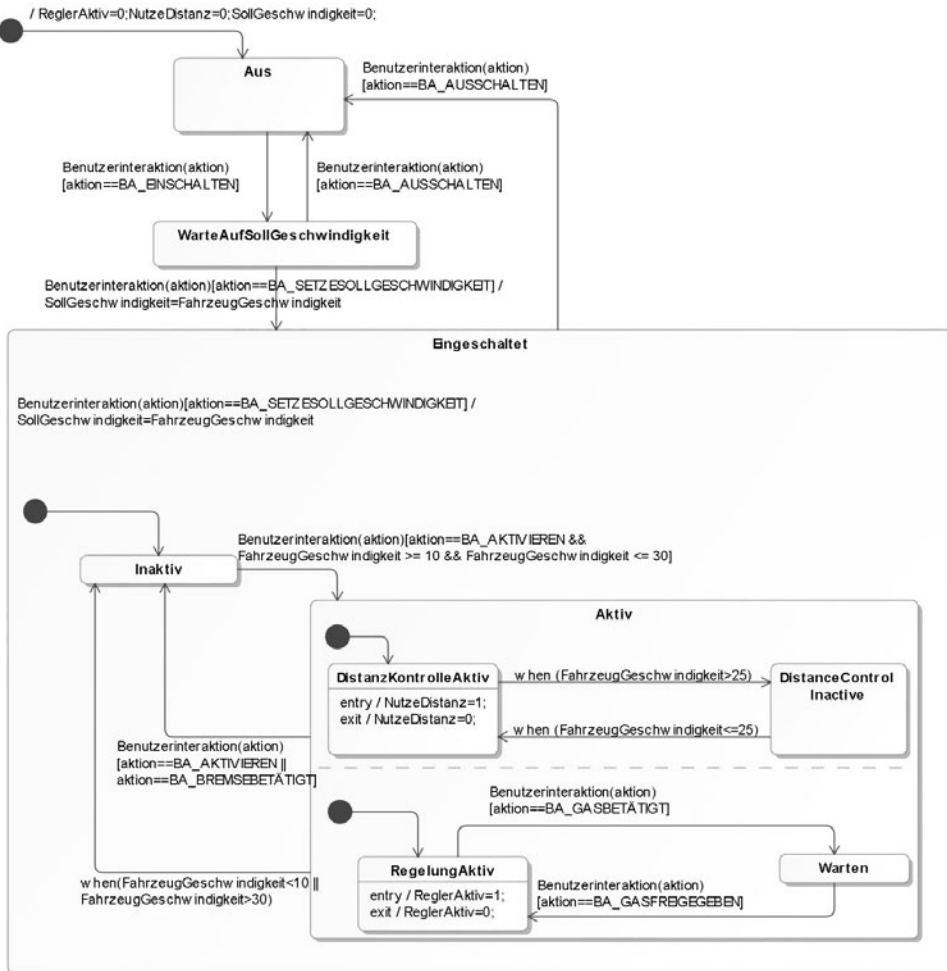 / ReglerAktiv=0;NutzeDistanz=0;SollGeschwindigkeit=0;
Aus
Benutzerinteraktion(aktion)
[aktion==BA_AUSSCHALTEN]
Benutzerinteraktion(aktion)
[aktion==BA_EINSCHALTEN]
Benutzerinteraktion(aktion)
[aktion==BA_AUSSCHALTEN]
WarteAufSollGeschwindigkeit
Benutzerinteraktion(aktion)[aktion==BA_SETZESOLLGESCHWINDIGKEIT] /
SollGeschwindigkeit=FahrzeugGeschwindigkeit
Eingeschaltet
Benutzerinteraktion(aktion)[aktion==BA_SETZESOLLGESCHWINDIGKEIT] /
SollGeschwindigkeit=FahrzeugGeschwindigkeit
Benutzerinteraktion(aktion)[aktion==BA_AKTIVIEREN &&
FahrzeugGeschwindigkeit >= 10 && FahrzeugGeschwindigkeit <= 30]
Inaktiv
Aktiv
DistanzKontrolleAktiv
entry / NutzeDistanz=1;
exit / NutzeDistanz=0;
when (FahrzeugGeschwindigkeit>25)
when (FahrzeugGeschwindigkeit<=25)
DistanceControl
Inactive
Benutzerinteraktion(aktion)
[aktion==BA_AKTIVIEREN ||
aktion==BA_BREMSEBETÄTIGT]
Benutzerinteraktion(aktion)
[aktion==BA_GASBETÄTIGT]
RegelungAktiv
entry / ReglerAktiv=1;
exit / ReglerAktiv=0;
Warten
Benutzerinteraktion(aktion)
[aktion==BA_GASFREIGEGEBEN]
when(FahrzeugGeschwindigkeit<10 ||
FahrzeugGeschwindigkeit>30)